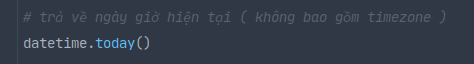 # trả về ngày giờ hiện tại ( không bao gồm timezone )
datetime.today()